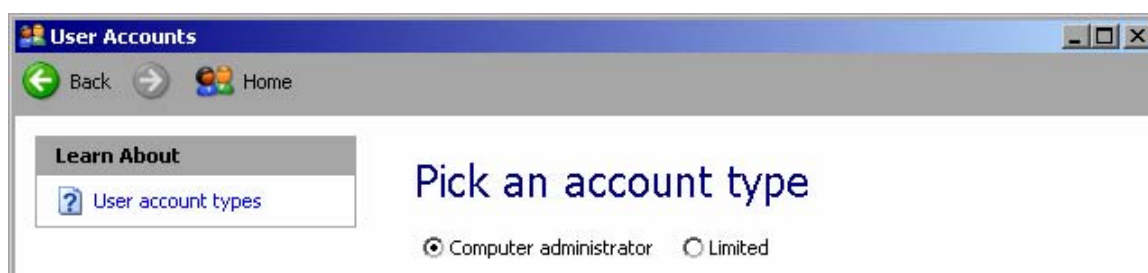 User Accounts
Back Home
Learn About
User account types
Pick an account type
Computer administrator Limited